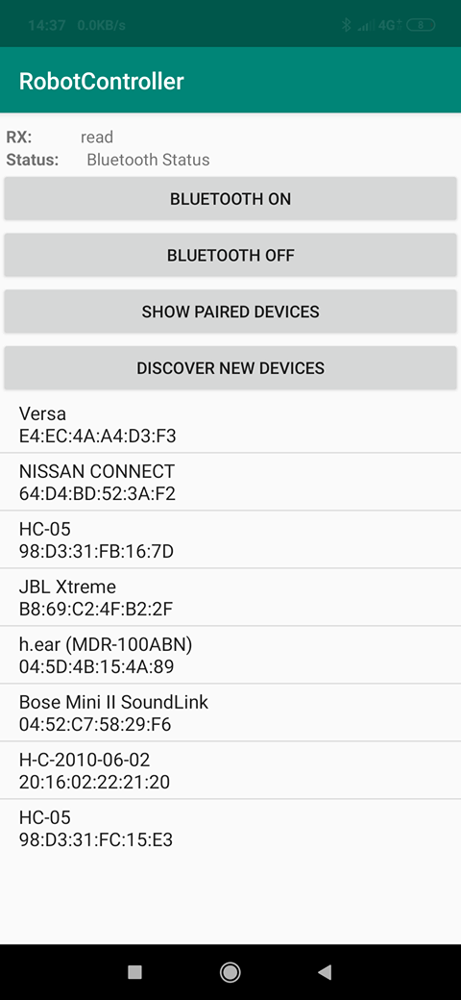 14:37 0.0KB/s 4G 8
RobotController
RX: read
Status: Bluetooth Status
BLUETOOTH ON
BLUETOOTH OFF
SHOW PAIRED DEVICES
DISCOVER NEW DEVICES
Versa
E4:EC:4A:A4:D3:F3
NISSAN CONNECT
64:D4:BD:52:3A:F2
HC-05
98:D3:31:FB:16:7D
JBL Xtreme
B8:69:C2:4F:B2:2F
h.ear (MDR-100ABN)
04:5D:4B:15:4A:89
Bose Mini II SoundLink
04:52:C7:58:29:F6
H-C-2010-06-02
20:16:02:22:21:20
HC-05
98:D3:31:FC:15:E3